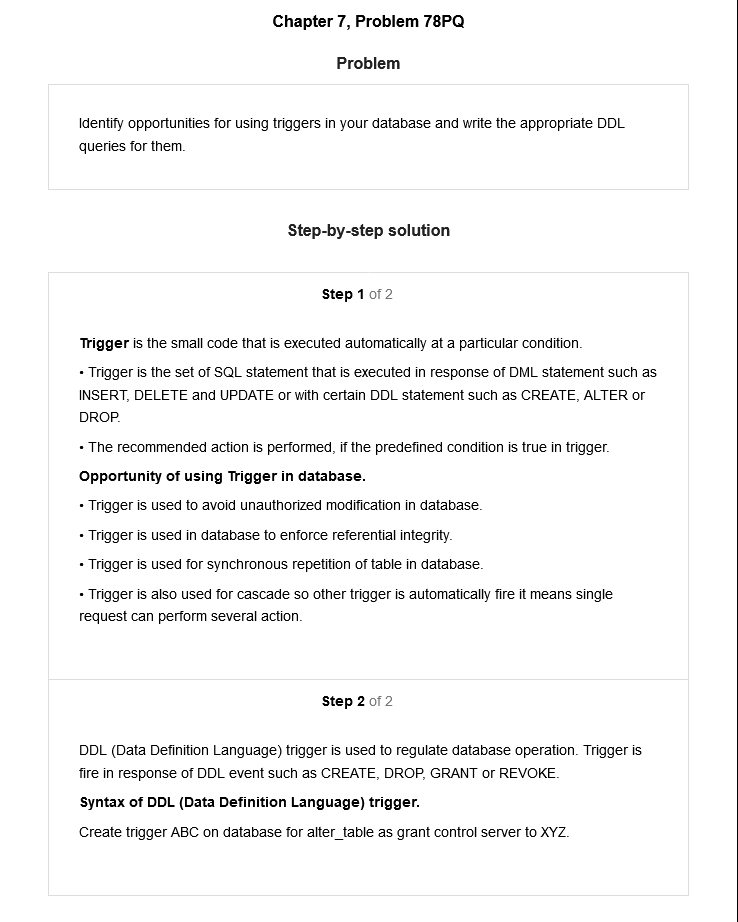 Chapter 7, Problem 78PQ
Problem
Identify opportunities for using triggers in your database and write the appropriate DDL
queries for them.
Step-by-step solution
Step 1 of 2
Trigger is the small code that is executed automatically at a particular condition.
• Trigger is the set of SQL statement that is executed in response of DML statement such as
INSERT, DELETE and UPDATE or with certain DDL statement such as CREATE, ALTER or
DROP.
• The recommended action is performed, if the predefined condition is true in trigger.
Opportunity of using Trigger in database.
• Trigger is used to avoid unauthorized modification in database.
• Trigger is used in database to enforce referential integrity.
• Trigger is used for synchronous repetition of table in database.
• Trigger is also used for cascade so other trigger is automatically fire it means single
request can perform several action.
Step 2 of 2
DDL (Data Definition Language) trigger is used to regulate database operation. Trigger is
fire in response of DDL event such as CREATE, DROP, GRANT or REVOKE.
Syntax of DDL (Data Definition Language) trigger.
Create trigger ABC on database for alter_table as grant control server to XYZ.